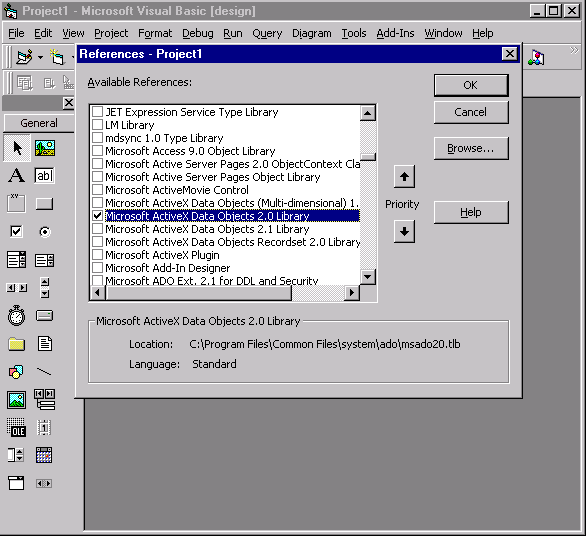 Project1 - Microsoft Visual Basic [design]
File Edit View Project Format Debug Run Query Diagram Tools Add-Ins Window Help
References - Project1
Available References:
JET Expression Service Type Library
LM Library
mdsync 1.0 Type Library
Microsoft Access 9.0 Object Library
Microsoft Active Server Pages 2.0 ObjectContext Cla
Microsoft Active Server Pages Object Library
Microsoft ActiveMovie Control
Microsoft ActiveX Data Objects (Multi-dimensional) 1.
Microsoft ActiveX Data Objects 2.0 Library
Microsoft ActiveX Data Objects 2.1 Library
Microsoft ActiveX Data Objects Recordset 2.0 Library
Microsoft ActiveX Plugin
Microsoft Add-In Designer
Microsoft ADO Ext. 2.1 for DDL and Security
OK
Cancel
Browse...
Priority
Help
Microsoft ActiveX Data Objects 2.0 Library
Location: C:\Program Files\Common Files\system\ado\msado20.tlb
Language: Standard
General
A
ab|
XY
OLE
1